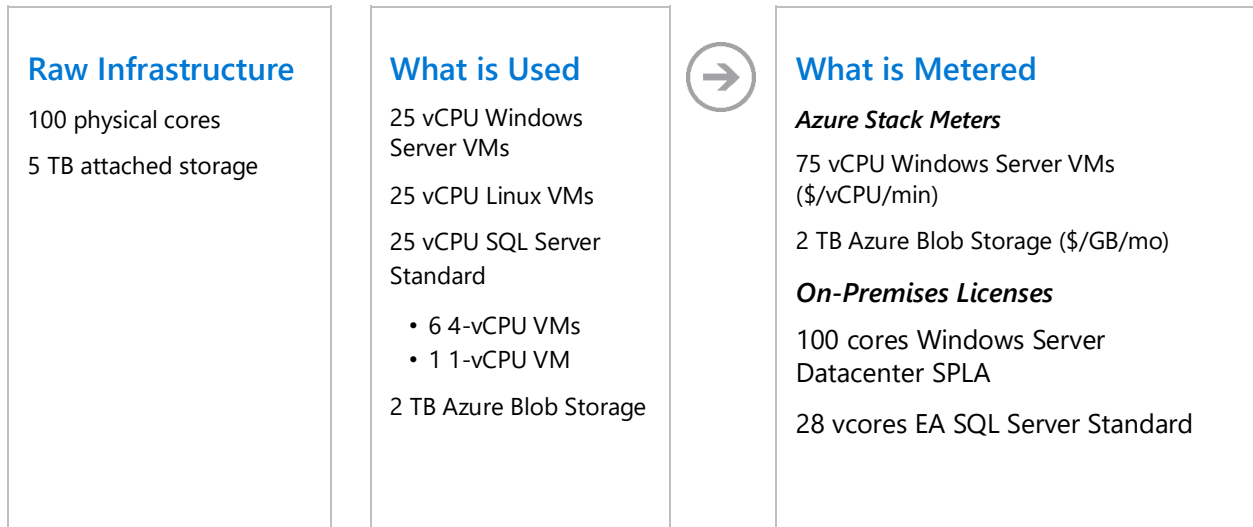 Raw Infrastructure
100 physical cores
5 TB attached storage
What is Used
25 vCPU Windows
Server VMs
25 vCPU Linux VMs
25 vCPU SQL Server
Standard
• 6 4-vCPU VMs
• 1 1-vCPU VM
2 TB Azure Blob Storage
What is Metered
Azure Stack Meters
75 vCPU Windows Server VMs
($/vCPU/min)
2 TB Azure Blob Storage ($/GB/mo)
On-Premises Licenses
100 cores Windows Server
Datacenter SPLA
28 vcores EA SQL Server Standard